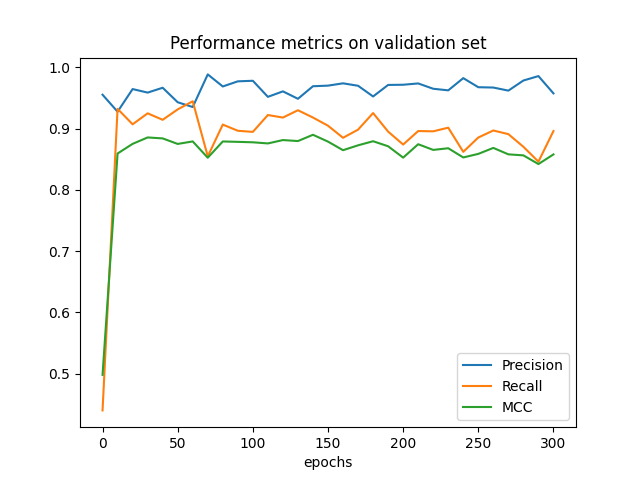 Performance metrics on validation set
1.0
0.9
0.8
0.7
0.6
0.5
Precision
Recall
MCC
0 50 100 150 200 250 300
epochs